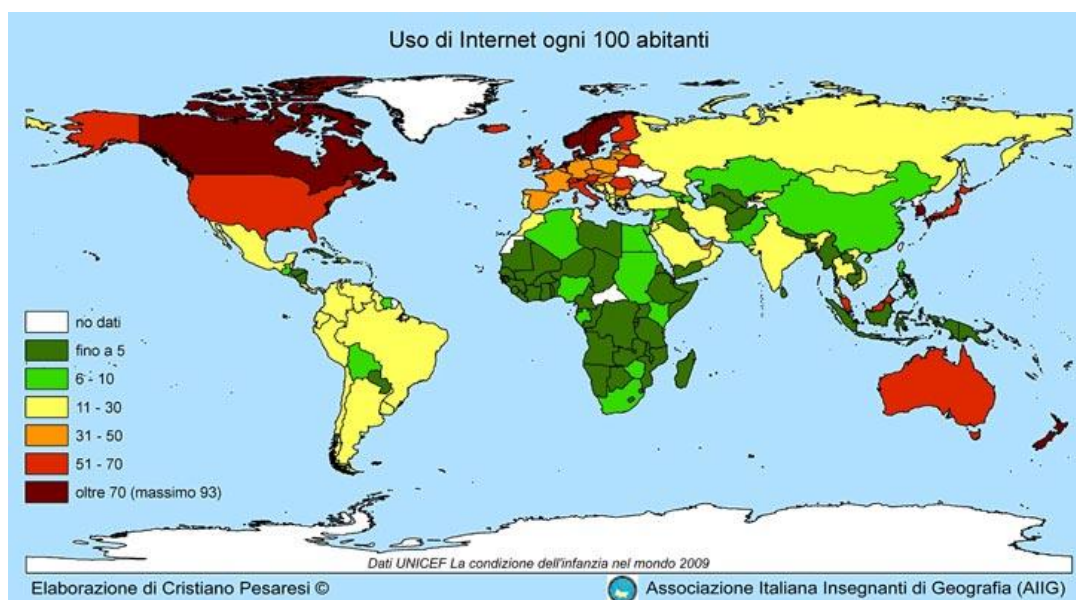 Uso di Internet ogni 100 abitanti
no dati
fino a 5
6 - 10
11 - 30
31 - 50
51 - 70
oltre 70 (massimo 93)
Dati UNICEF La condizione dell'infanzia nel mondo 2009
Elaborazione di Cristiano Pesaresi ©
Associazione Italiana Insegnanti di Geografia (AIIG)